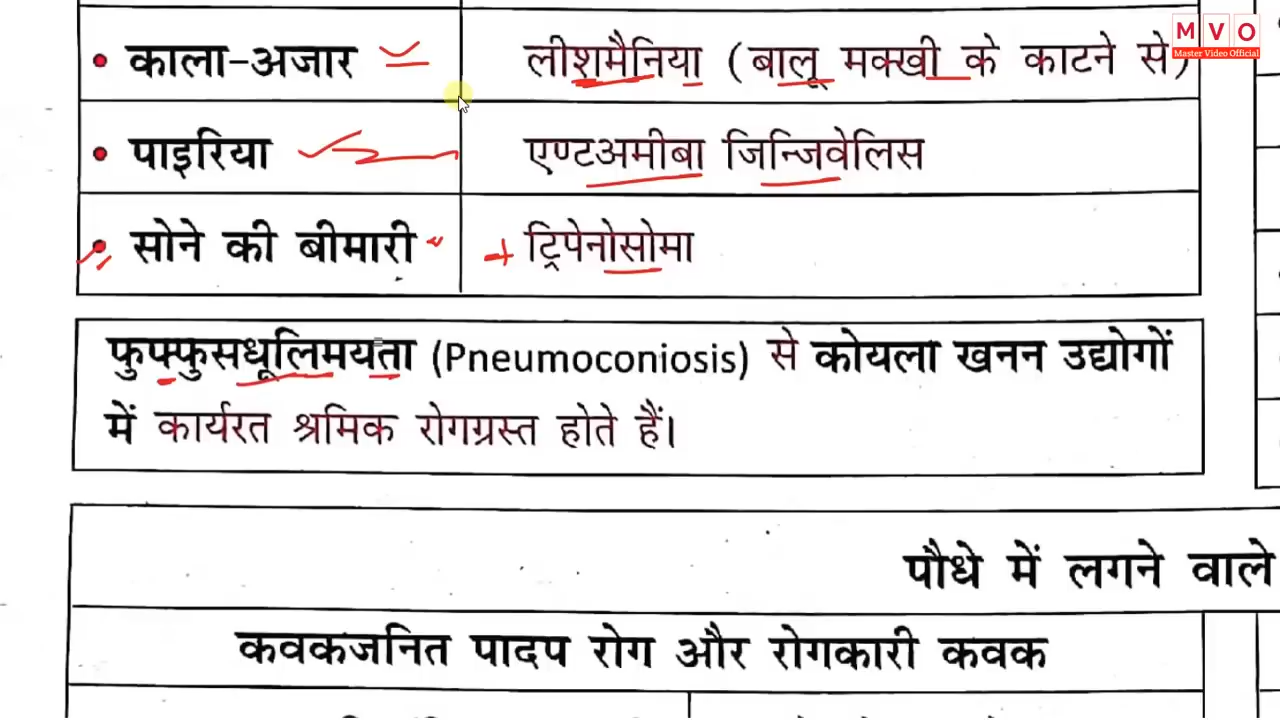 MVO
Master Video Official
• काला-अजार लीशमैनिया (बालू मक्खी के काटने से)
• पाइरिया एण्टअमीबा जिन्जिवेलिस
• सोने की बीमारी ट्रिपेनोसोमा
फुफ्फुसधूलिमयता (Pneumoconiosis) से कोयला खनन उद्योगों
में कार्यरत श्रमिक रोगग्रस्त होते हैं।
पौधे में लगने वाले
कवकजनित पादप रोग और रोगकारी कवक